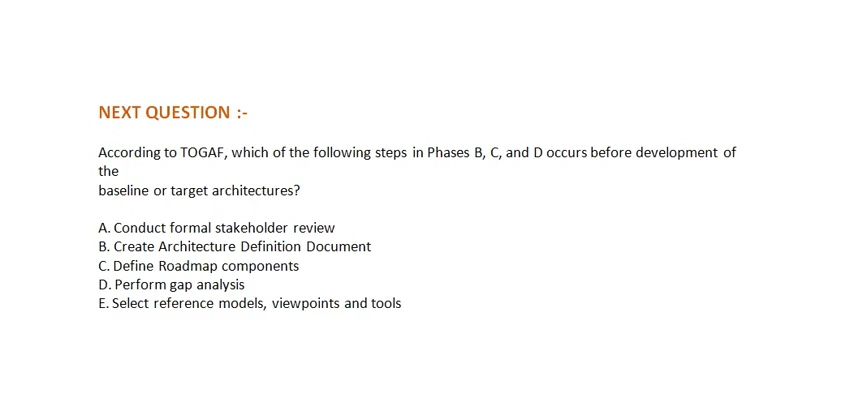 NEXT QUESTION :-
According to TOGAF, which of the following steps in Phases B, C, and D occurs before development of
the
baseline or target architectures?
A. Conduct formal stakeholder review
B. Create Architecture Definition Document
C. Define Roadmap components
D. Perform gap analysis
E. Select reference models, viewpoints and tools